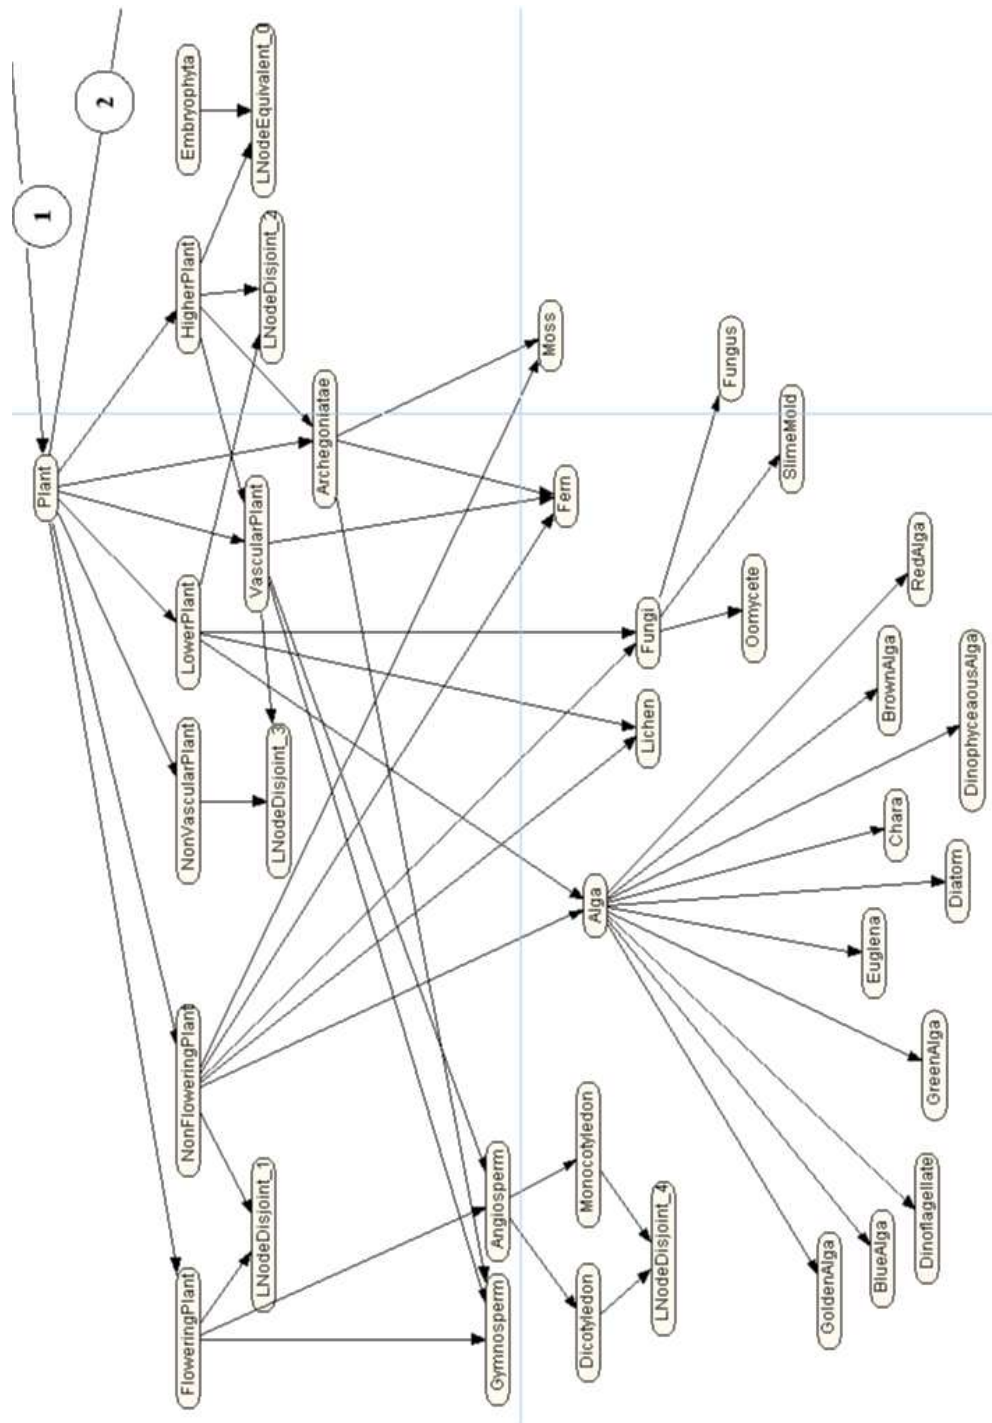 1
2
Plant
Embryophyta
HigherPlant
LowerPlant
NonVascularPlant
NonFloweringPlant
FloweringPlant
LNodeEquivalent_0
LNodeDisjoint_2
VascularPlant
LNodeDisjoint_3
LNodeDisjoint_1
Archegoniatae
Moss
Fern
Angiosperm
Gymnosperm
Alga
Monocotyledon
Dicotyledon
Fungi
Lichen
LNodeDisjoint_4
Fungus
SlimeMold
Oomycete
RedAlga
BrownAlga
DinophyceaousAlga
Chara
Diatom
Euglena
GreenAlga
Dinoflagellate
BlueAlga
GoldenAlga